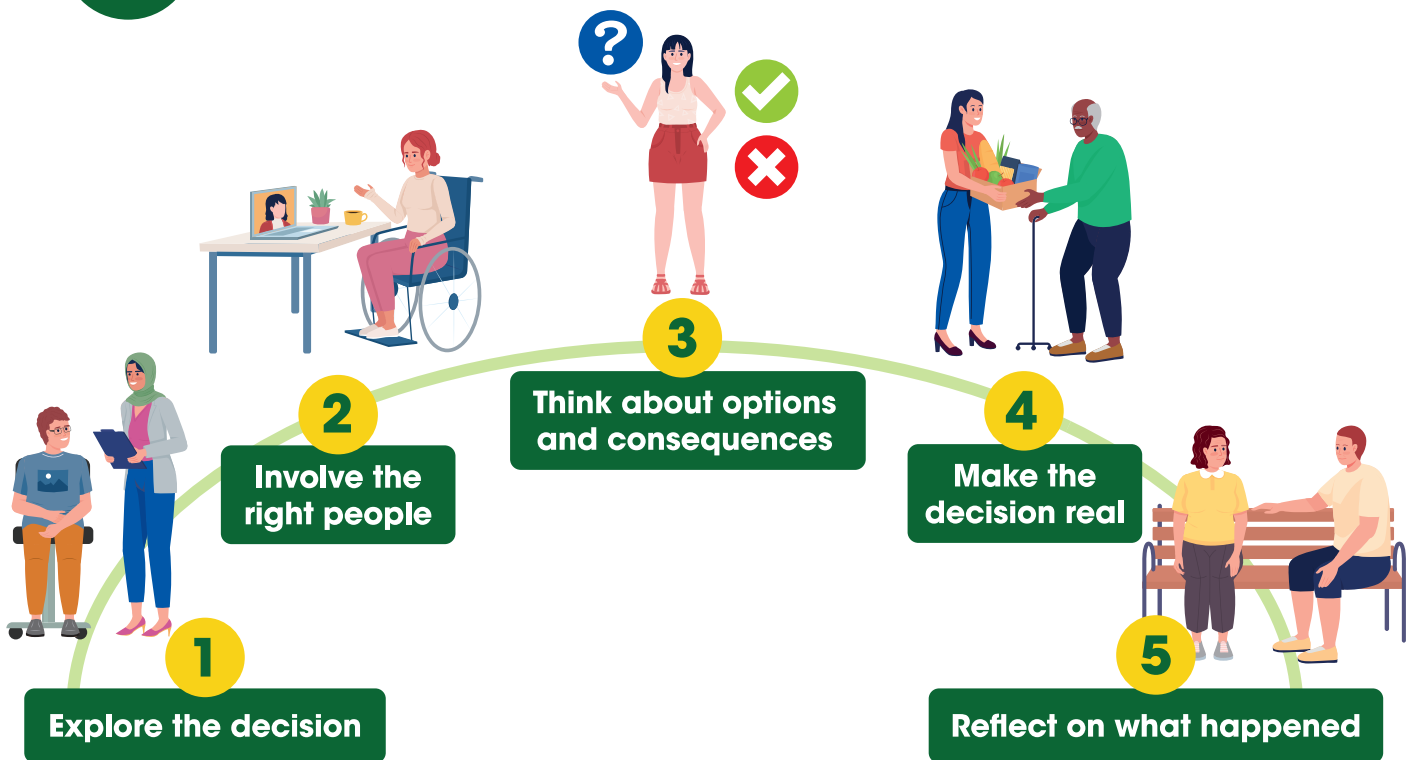 ?
1
Explore the decision
2
Involve the
right people
3
Think about options
and consequences
4
Make the
decision real
5
Reflect on what happened